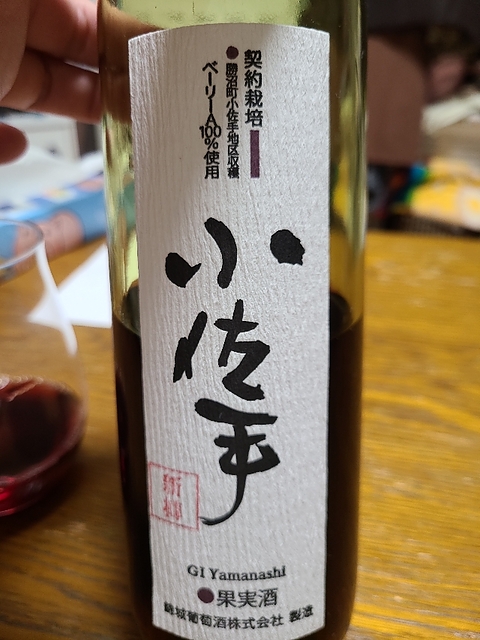 契約栽培
●勝沼町小佐手地区収穫
ベーリーA100%使用
小佐手
GI Yamanashi
●果実酒
錦城葡萄酒株式会社 製造